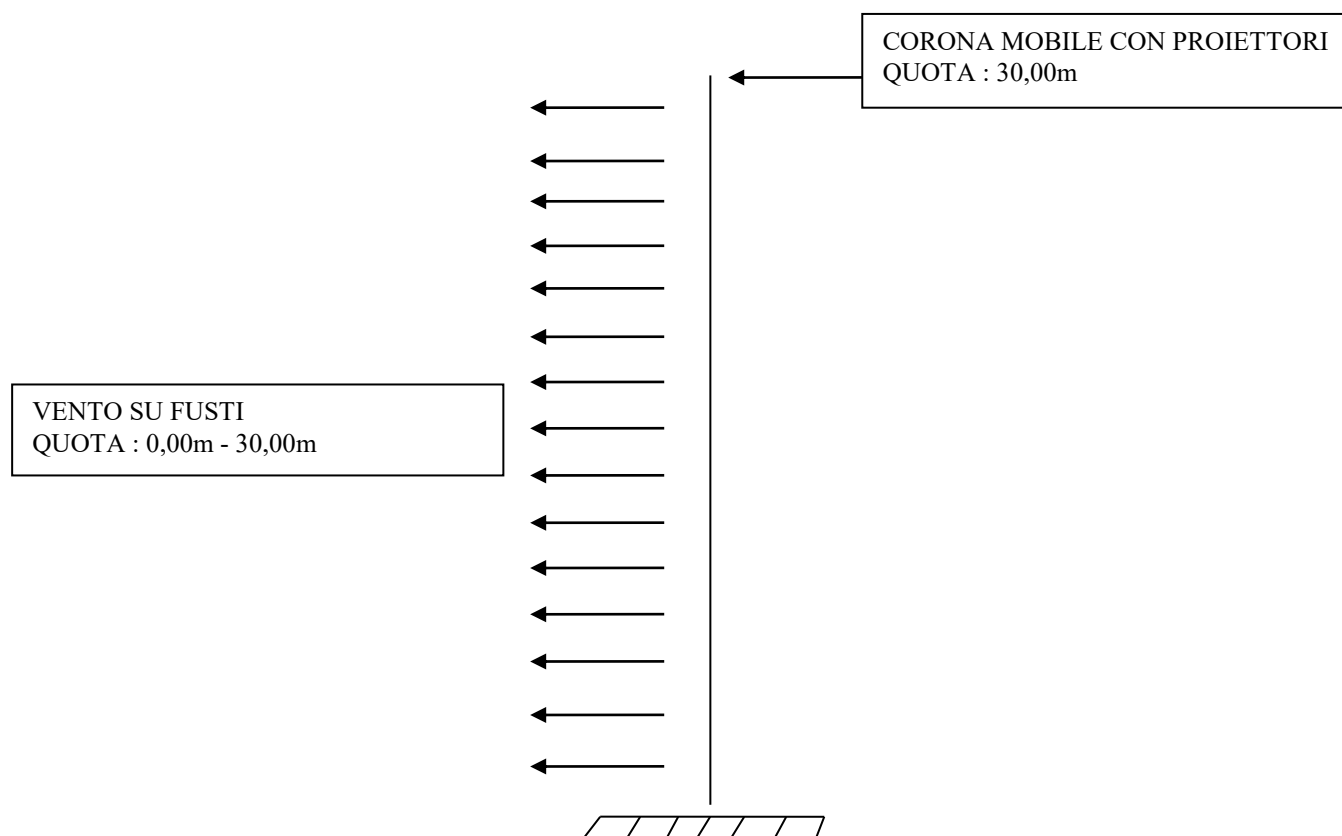 CORONA MOBILE CON PROIETTORI
QUOTA : 30,00m
VENTO SU FUSTI
QUOTA : 0,00m - 30,00m